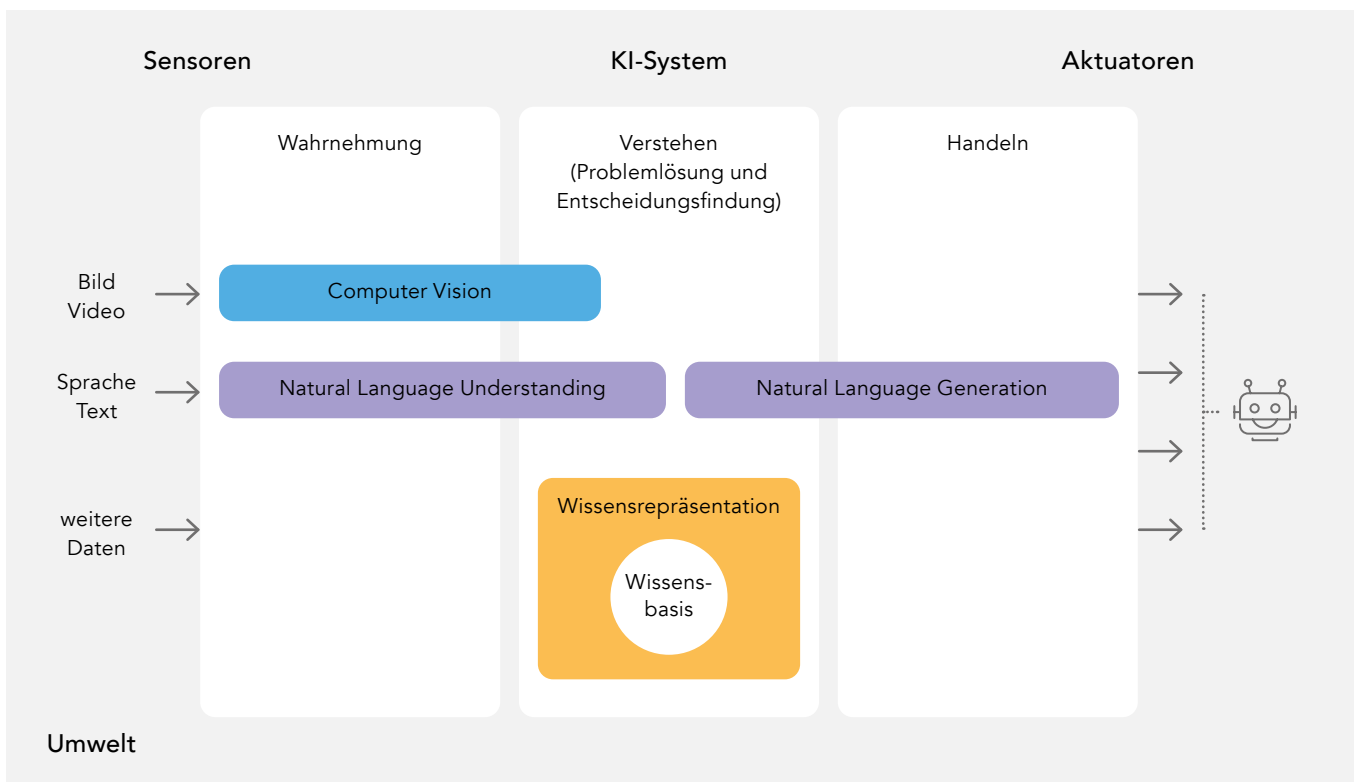 Sensoren
KI-System
Aktuatoren
Wahrnehmung
Verstehen
(Problemlösung und
Entscheidungsfindung)
Handeln
Bild
Video
Computer Vision
Sprache
Text
Natural Language Understanding
Natural Language Generation
weitere
Daten
Wissensrepräsentation
Wissens-
basis
Umwelt